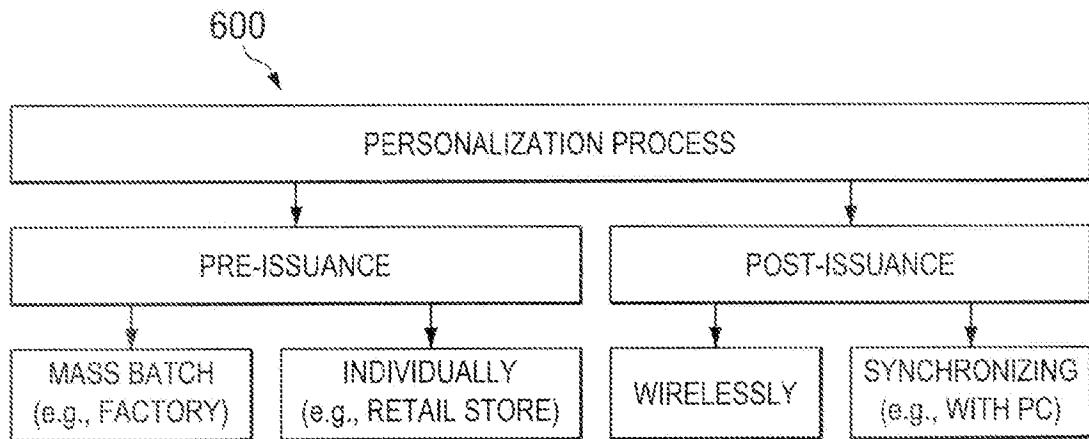 600
PERSONALIZATION PROCESS
PRE-ISSUANCE
POST-ISSUANCE
MASS BATCH
(e.g., FACTORY)
INDIVIDUALLY
(e.g., RETAIL STORE)
WIRELESSLY
SYNCHRONIZING
(e.g., WITH PC)